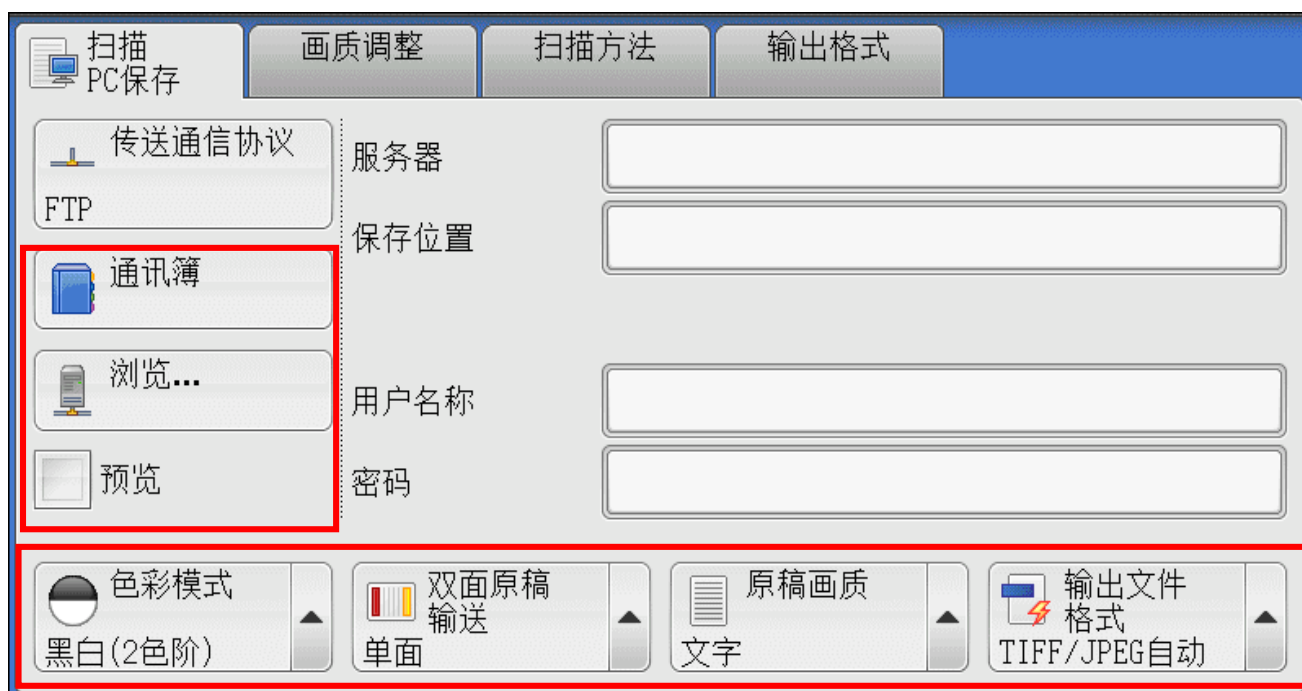 扫描
PC保存
画质调整
扫描方法
输出格式
传送通信协议
FTP
服务器
保存位置
通讯簿
浏览...
预览
用户名称
密码
色彩模式
黑白(2色阶)
双面原稿
输送
单面
原稿画质
文字
输出文件
格式
TIFF/JPEG自动